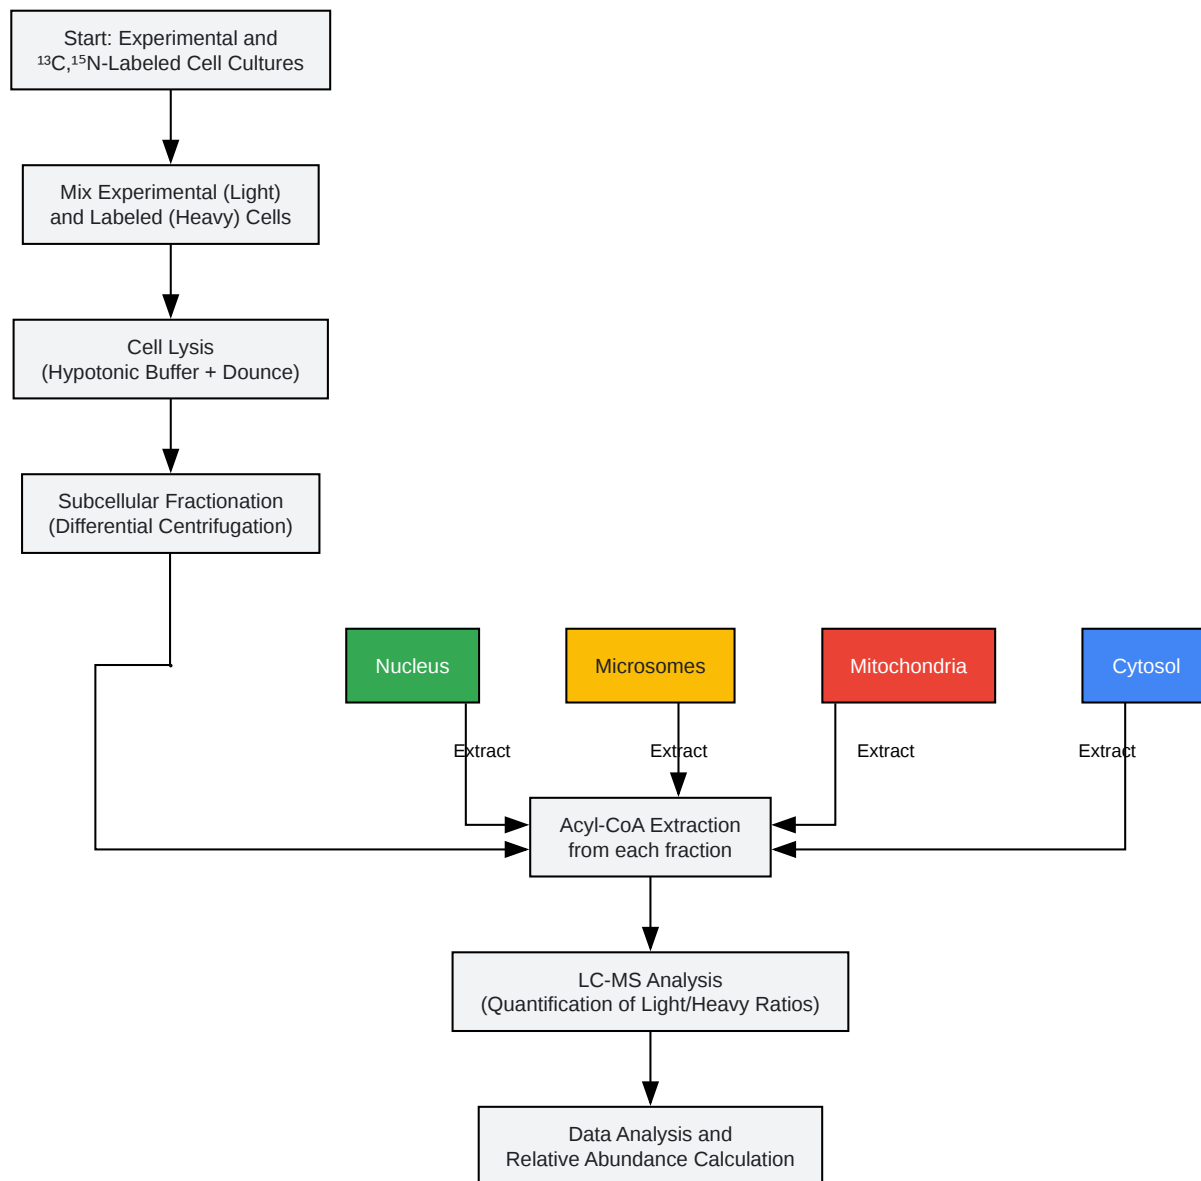 Start: Experimental and
¹³C,¹⁵N-Labeled Cell Cultures
Mix Experimental (Light)
and Labeled (Heavy) Cells
Cell Lysis
(Hypotonic Buffer + Dounce)
Subcellular Fractionation
(Differential Centrifugation)
Nucleus
Microsomes
Mitochondria
Cytosol
Extract
Extract
Extract
Extract
Acyl-CoA Extraction
from each fraction
LC-MS Analysis
(Quantification of Light/Heavy Ratios)
Data Analysis and
Relative Abundance Calculation